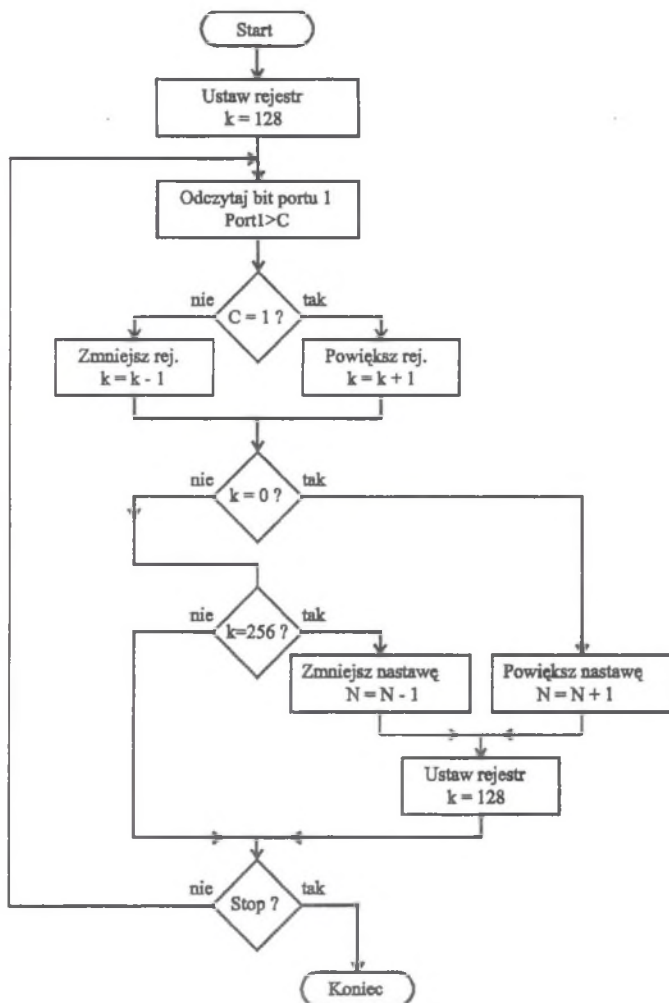 Start
Ustaw rejestr
k = 128
Odczytaj bit portu 1
Port1>C
nie
C = 1 ?
tak
Zmniejsz rej.
k = k - 1
Powiększ rej.
k = k + 1
nie
k = 0 ?
tak
nie
k=256 ?
tak
Zmniejsz nastawę
N = N - 1
Powiększ nastawę
N = N + 1
Ustaw rejestr
k = 128
nie
Stop ?
tak
Koniec